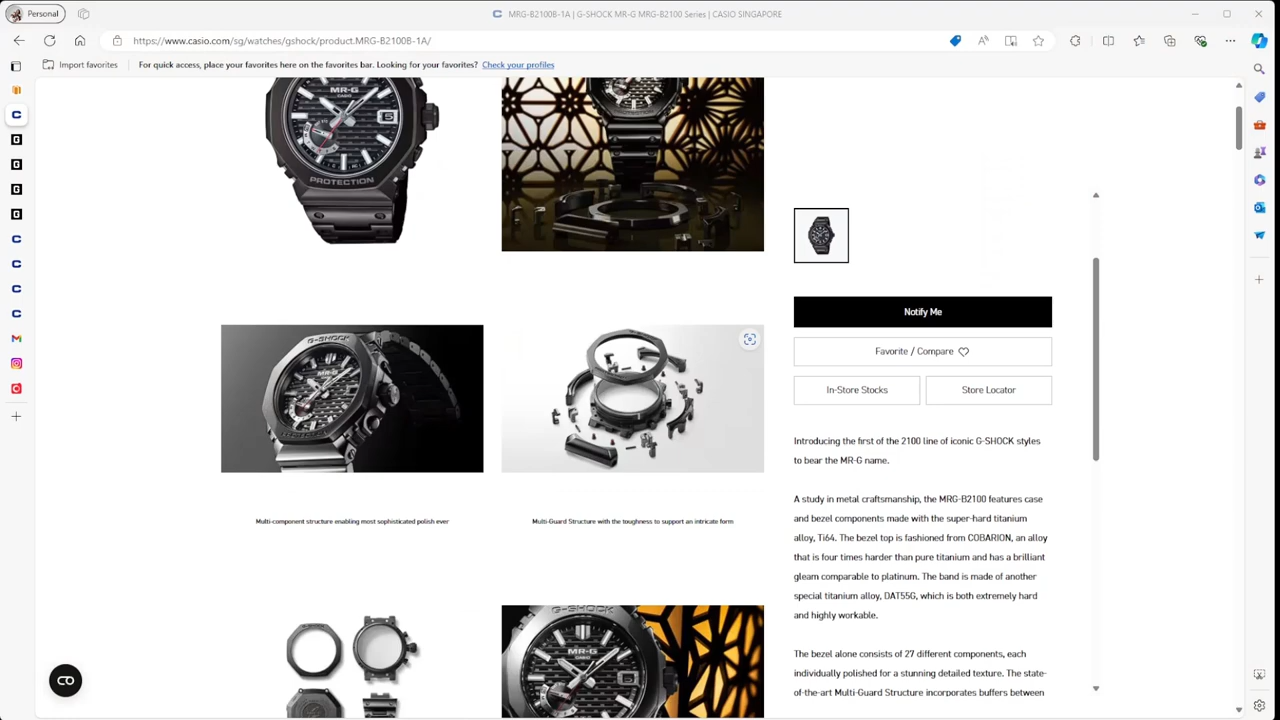 Personal
MRG-B2100B-1A | G-SHOCK MR-G MRG-B2100 Series | CASIO SINGAPORE
https://www.casio.com/sg/watches/gshock/product.MRG-B2100B-1A/
Import favorites
For quick access, place your favorites here on the favorites bar. Looking for your favorites? Check your profiles
MR-G
CASIO
5
PROTECTION
Notify Me
Favorite / Compare
In-Store Stocks
Store Locator
G-SHOCK
MR-G
Introducing the first of the 2100 line of iconic G-SHOCK styles
to bear the MR-G name.
A study in metal craftsmanship, the MRG-B2100 features case
and bezel components made with the super-hard titanium
alloy, Ti64. The bezel top is fashioned from COBARION, an alloy
that is four times harder than pure titanium and has a brilliant
gleam comparable to platinum. The band is made of another
special titanium alloy, DAT55G, which is both extremely hard
and highly workable.
Multi-component structure enabling most sophisticated polish ever
Multi-Guard Structure with the toughness to support an intricate form
G-SHOCK
MR-G
CASIO
The bezel alone consists of 27 different components, each
individually polished for a stunning detailed texture. The state-
of-the-art Multi-Guard Structure incorporates buffers between